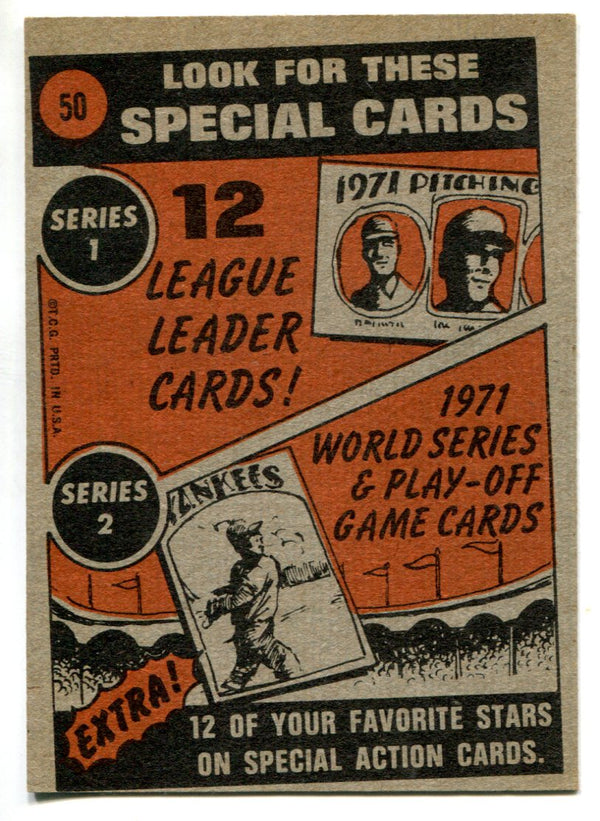 50
LOOK FOR THESE
SPECIAL CARDS
SERIES
1
12
LEAGUE
LEADER
CARDS!
1971 PITCHING
©T.C.G. PRTD. IN U.S.A.
1971
WORLD SERIES
& PLAY-OFF
GAME CARDS
SERIES
2
YANKEES
EXTRA!
12 OF YOUR FAVORITE STARS
ON SPECIAL ACTION CARDS.